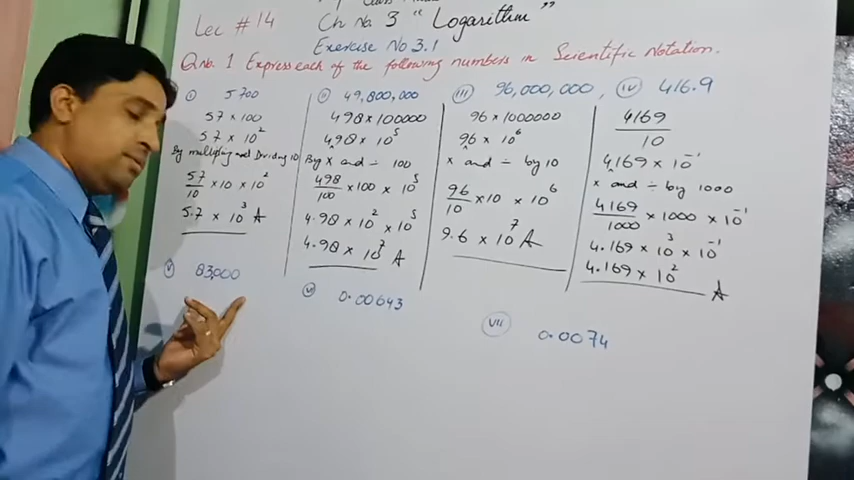 Lec # 14
Ch No. 3 "Logarithm"
Exercise No 3.1
Q No. 1 Express each of the following numbers in Scientific Notation.
(i) 5700
57 × 100
57 × 10²
By multiplying and Dividing 10
57/10 × 10 × 10²
5.7 × 10³ A
(ii) 49,800,000
498 × 100000
498 × 10⁵
By × and ÷ 100
498/100 × 100 × 10⁵
4.98 × 10² × 10⁵
4.98 × 10⁷ A
(iii) 96,000,000,
96 × 1000000
96 × 10⁶
× and ÷ by 10
96/10 × 10 × 10⁶
9.6 × 10⁷ A
(iv) 416.9
4169/10
4169 × 10⁻¹
× and ÷ by 1000
4169/1000 × 1000 × 10⁻¹
4.169 × 10³ × 10⁻¹
4.169 × 10² A
(v) 83,000
(vi) 0.00643
(vii) 0.0074